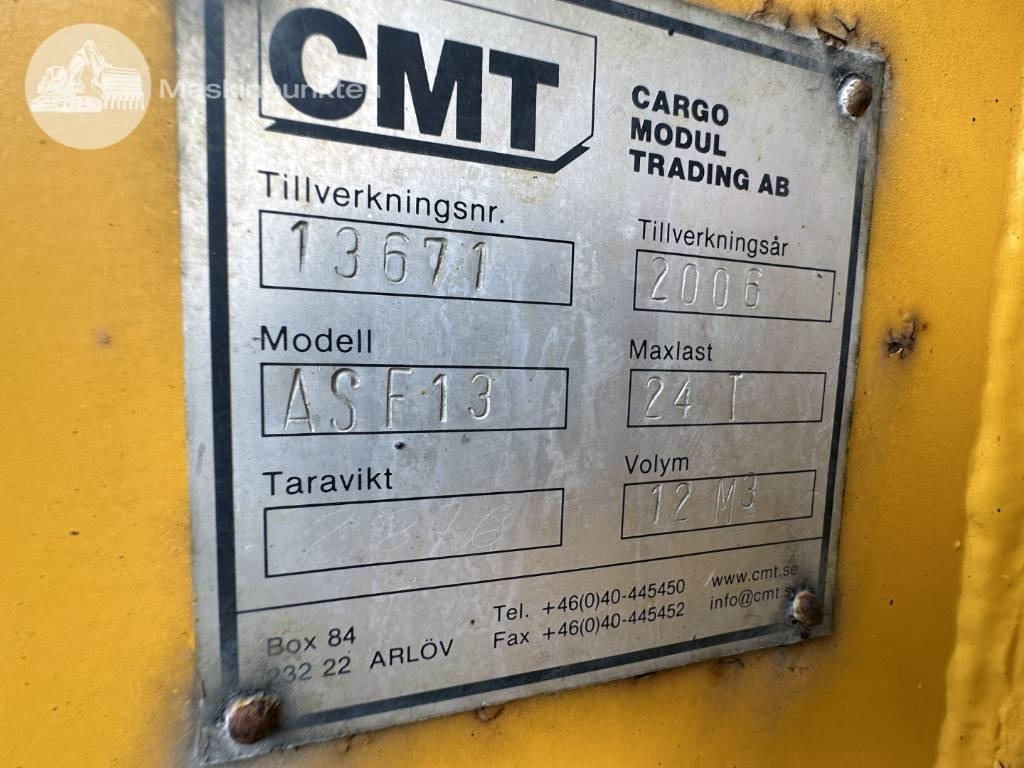 Maskinpunkten
CMT
CARGO
MODUL
TRADING AB
Tillverkningsnr.
13671
Tillverkningsår
2006
Modell
ASF13
Maxlast
24 T
Taravikt
Volym
12 M3
Box 84
232 22 ARLÖV
Tel. +46(0)40-445450
Fax +46(0)40-445452
www.cmt.se
info@cmt.s